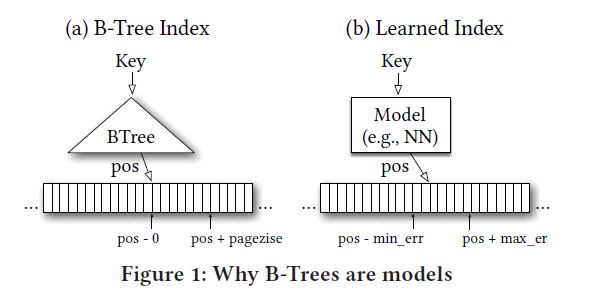 (a) B-Tree Index
Key
BTree
pos
...
...
pos - 0
pos + pagezise
(b) Learned Index
Key
Model
(e.g., NN)
pos
...
...
pos - min_err
pos + max_er
Figure 1: Why B-Trees are models